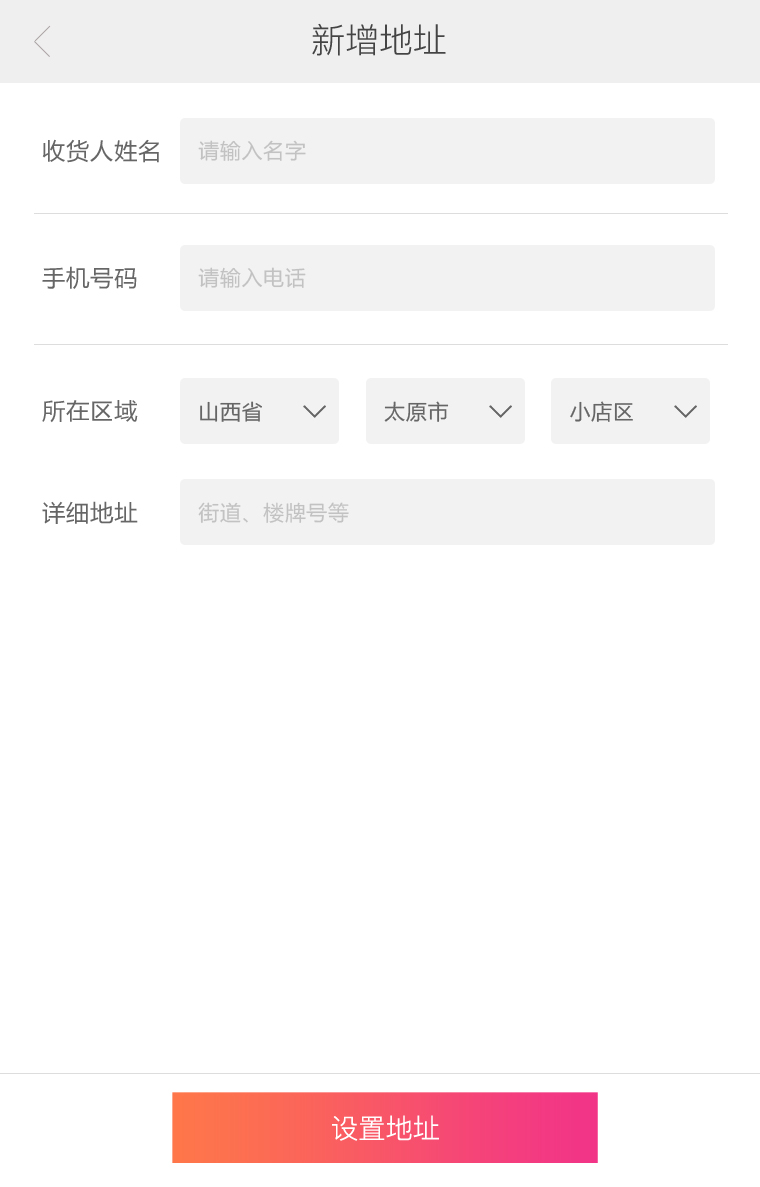 新增地址
收货人姓名 请输入名字
手机号码 请输入电话
所在区域 山西省 太原市 小店区
详细地址 街道、楼牌号等
设置地址